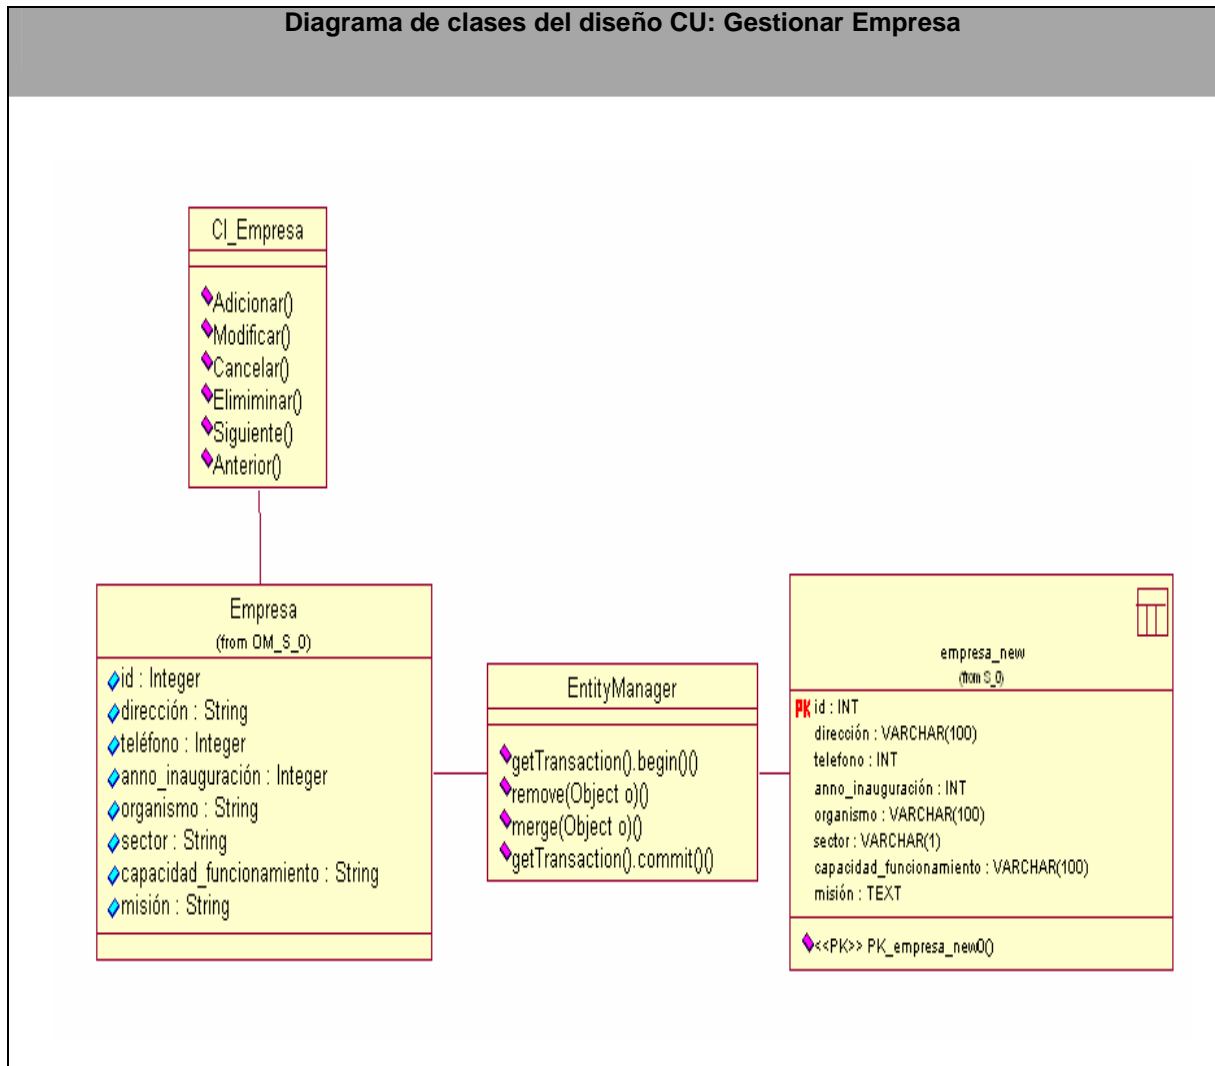 Diagrama de clases del diseño CU: Gestionar Empresa
CI_Empresa
Adicionar()
Modificar()
Cancelar()
Elimiminar()
Siguiente()
Anterior()
Empresa
(from OM_S_0)
id : Integer
dirección : String
teléfono : Integer
anno_inauguración : Integer
organismo : String
sector : String
capacidad_funcionamiento : String
misión : String
EntityManager
getTransaction().begin()()
remove(Object o)()
merge(Object o)()
getTransaction().commit()()
empresa_new
(from S_0)
PK id : INT
dirección : VARCHAR(100)
telefono : INT
anno_inauguración : INT
organismo : VARCHAR(100)
sector : VARCHAR(1)
capacidad_funcionamiento : VARCHAR(100)
misión : TEXT
<<PK>> PK_empresa_new0()